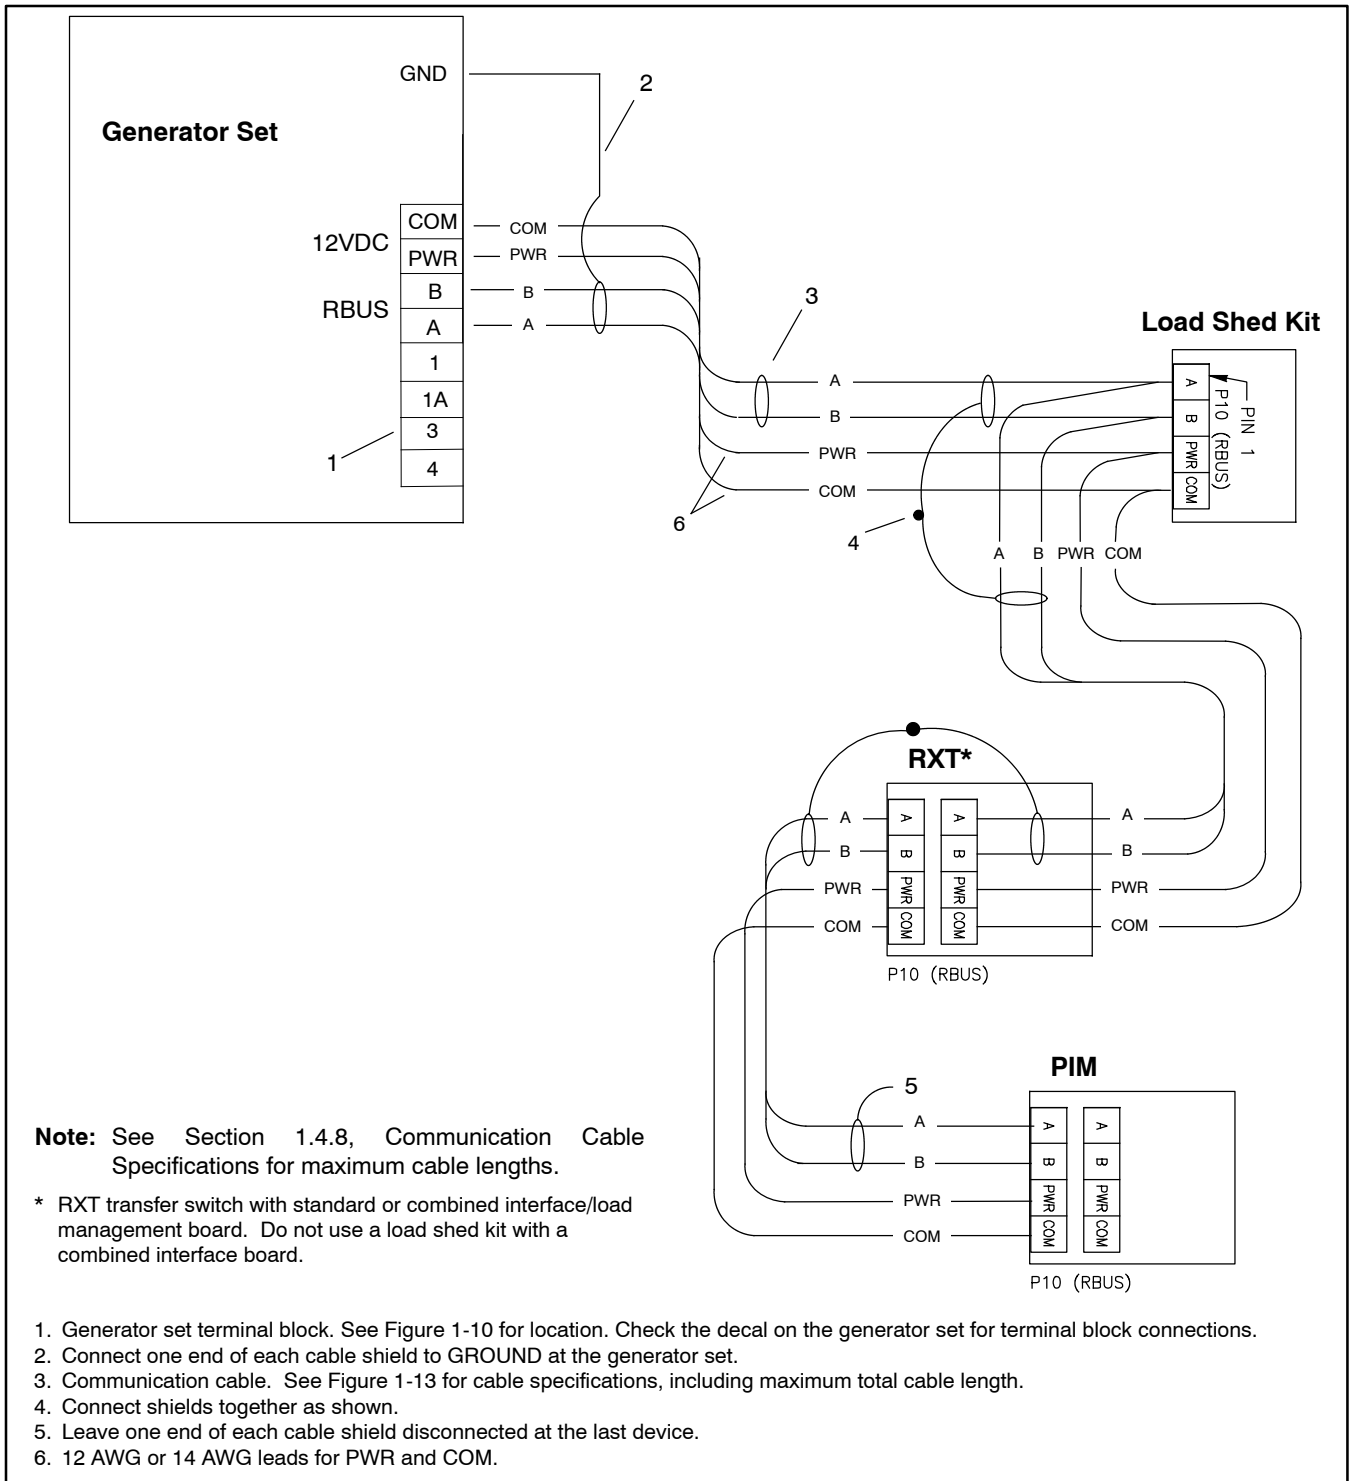 GND
2
Generator Set
12VDC
COM
COM
PWR
PWR
RBUS
B
B
A
A
1
1A
3
4
1
3
Load Shed Kit
A
B
PWR
COM
6
4
A
B
PWR
COM
P10 (RBUS)
PIN 1
A B PWR COM
RXT*
A
B
PWR
COM
A
B
PWR
COM
A
B
PWR
COM
A
B
PWR
COM
P10 (RBUS)
PIM
5
A
B
PWR
COM
A
B
PWR
COM
A
B
PWR
COM
P10 (RBUS)
Note: See Section 1.4.8, Communication Cable
Specifications for maximum cable lengths.
* RXT transfer switch with standard or combined interface/load
management board. Do not use a load shed kit with a
combined interface board.
1. Generator set terminal block. See Figure 1-10 for location. Check the decal on the generator set for terminal block connections.
2. Connect one end of each cable shield to GROUND at the generator set.
3. Communication cable. See Figure 1-13 for cable specifications, including maximum total cable length.
4. Connect shields together as shown.
5. Leave one end of each cable shield disconnected at the last device.
6. 12 AWG or 14 AWG leads for PWR and COM.